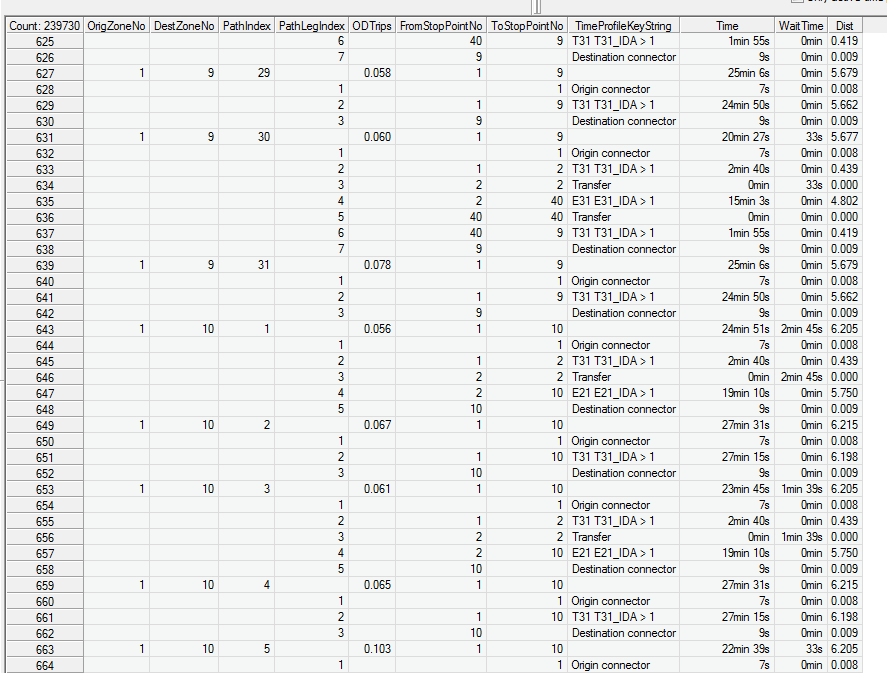 Count: 239730 OrigZoneNo DestZoneNo PathIndex PathLegIndex ODTrips FromStopPointNo ToStopPointNo TimeProfileKeyString Time WaitTime Dist
625 6 40 9 T31 T31_IDA > 1 1min 55s 0min 0.419
626 7 9 Destination connector 9s 0min 0.009
627 1 9 29 0.058 1 9 25min 6s 0min 5.679
628 1 1 Origin connector 7s 0min 0.008
629 2 1 9 T31 T31_IDA > 1 24min 50s 0min 5.662
630 3 9 Destination connector 9s 0min 0.009
631 1 9 30 0.060 1 9 20min 27s 33s 5.677
632 1 1 Origin connector 7s 0min 0.008
633 2 1 2 T31 T31_IDA > 1 2min 40s 0min 0.439
634 3 2 2 Transfer 0min 33s 0.000
635 4 2 40 E31 E31_IDA > 1 15min 3s 0min 4.802
636 5 40 40 Transfer 0min 0min 0.000
637 6 40 9 T31 T31_IDA > 1 1min 55s 0min 0.419
638 7 9 Destination connector 9s 0min 0.009
639 1 9 31 0.078 1 9 25min 6s 0min 5.679
640 1 1 Origin connector 7s 0min 0.008
641 2 1 9 T31 T31_IDA > 1 24min 50s 0min 5.662
642 3 9 Destination connector 9s 0min 0.009
643 1 10 1 0.056 1 10 24min 51s 2min 45s 6.205
644 1 1 Origin connector 7s 0min 0.008
645 2 1 2 T31 T31_IDA > 1 2min 40s 0min 0.439
646 3 2 2 Transfer 0min 2min 45s 0.000
647 4 2 10 E21 E21_IDA > 1 19min 10s 0min 5.750
648 5 10 Destination connector 9s 0min 0.009
649 1 10 2 0.067 1 10 27min 31s 0min 6.215
650 1 1 Origin connector 7s 0min 0.008
651 2 1 10 T31 T31_IDA > 1 27min 15s 0min 6.198
652 3 10 Destination connector 9s 0min 0.009
653 1 10 3 0.061 1 10 23min 45s 1min 39s 6.205
654 1 1 Origin connector 7s 0min 0.008
655 2 1 2 T31 T31_IDA > 1 2min 40s 0min 0.439
656 3 2 2 Transfer 0min 1min 39s 0.000
657 4 2 10 E21 E21_IDA > 1 19min 10s 0min 5.750
658 5 10 Destination connector 9s 0min 0.009
659 1 10 4 0.065 1 10 27min 31s 0min 6.215
660 1 1 Origin connector 7s 0min 0.008
661 2 1 10 T31 T31_IDA > 1 27min 15s 0min 6.198
662 3 10 Destination connector 9s 0min 0.009
663 1 10 5 0.103 1 10 22min 39s 33s 6.205
664 1 1 Origin connector 7s 0min 0.008